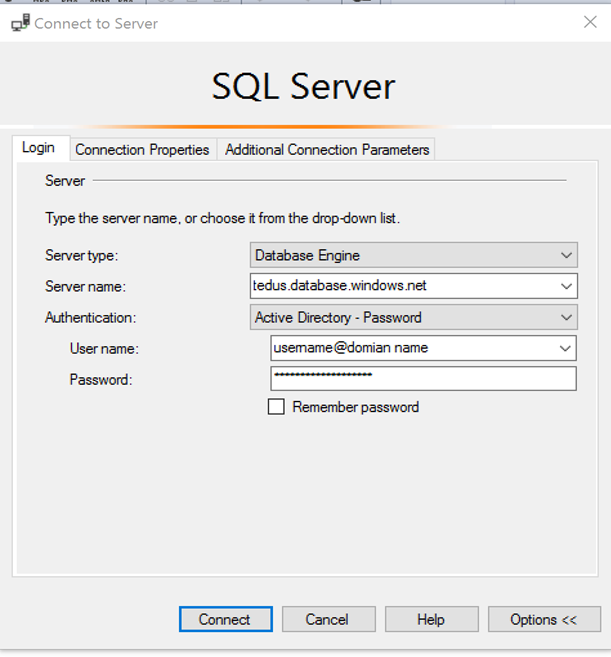 Connect to Server
SQL Server
Login Connection Properties Additional Connection Parameters
Server
Type the server name, or choose it from the drop-down list.
Server type: Database Engine
Server name: tedus.database.windows.net
Authentication: Active Directory - Password
User name: username@domian name
Password: *******************
Remember password
Connect Cancel Help Options <<